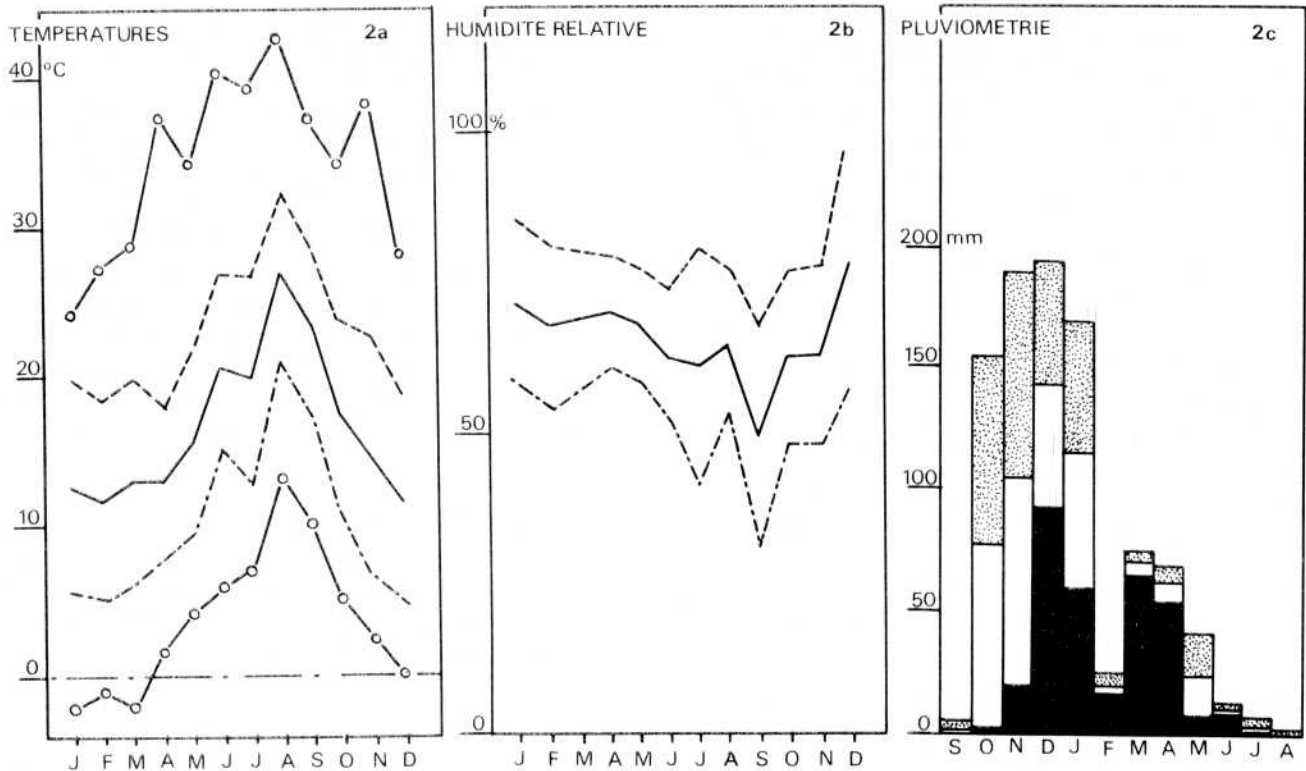 TEMPERATURES 2a
40 °C
30
20
10
0
J F M A M J J A S O N D
HUMIDITE RELATIVE 2b
100 %
50
0
J F M A M J J A S O N D
PLUVIOMETRIE 2c
200 mm
150
100
50
0
S O N D J F M A M J J A